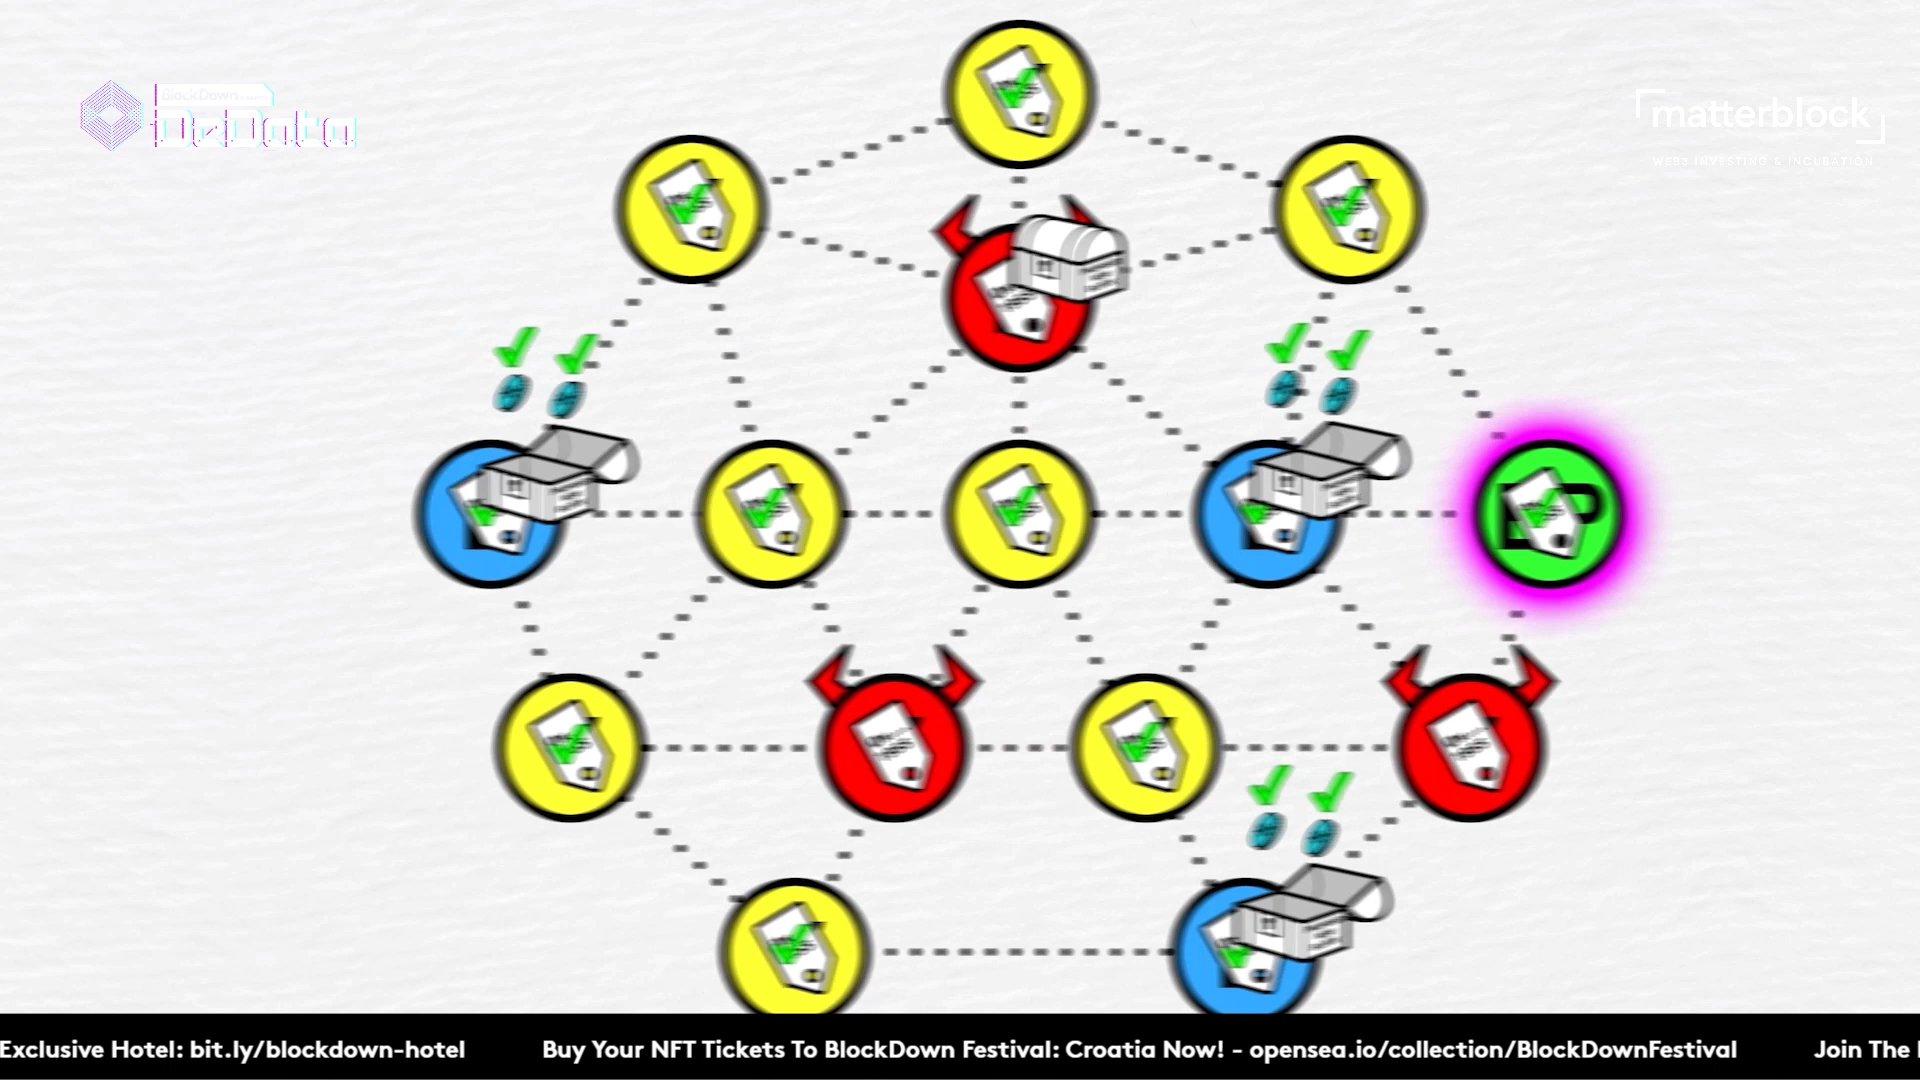 BlockDown
DeData
matterblock
WEB3 INVESTING & INCUBATION
Exclusive Hotel: bit.ly/blockdown-hotel
Buy Your NFT Tickets To BlockDown Festival: Croatia Now! - opensea.io/collection/BlockDownFestival
Join The